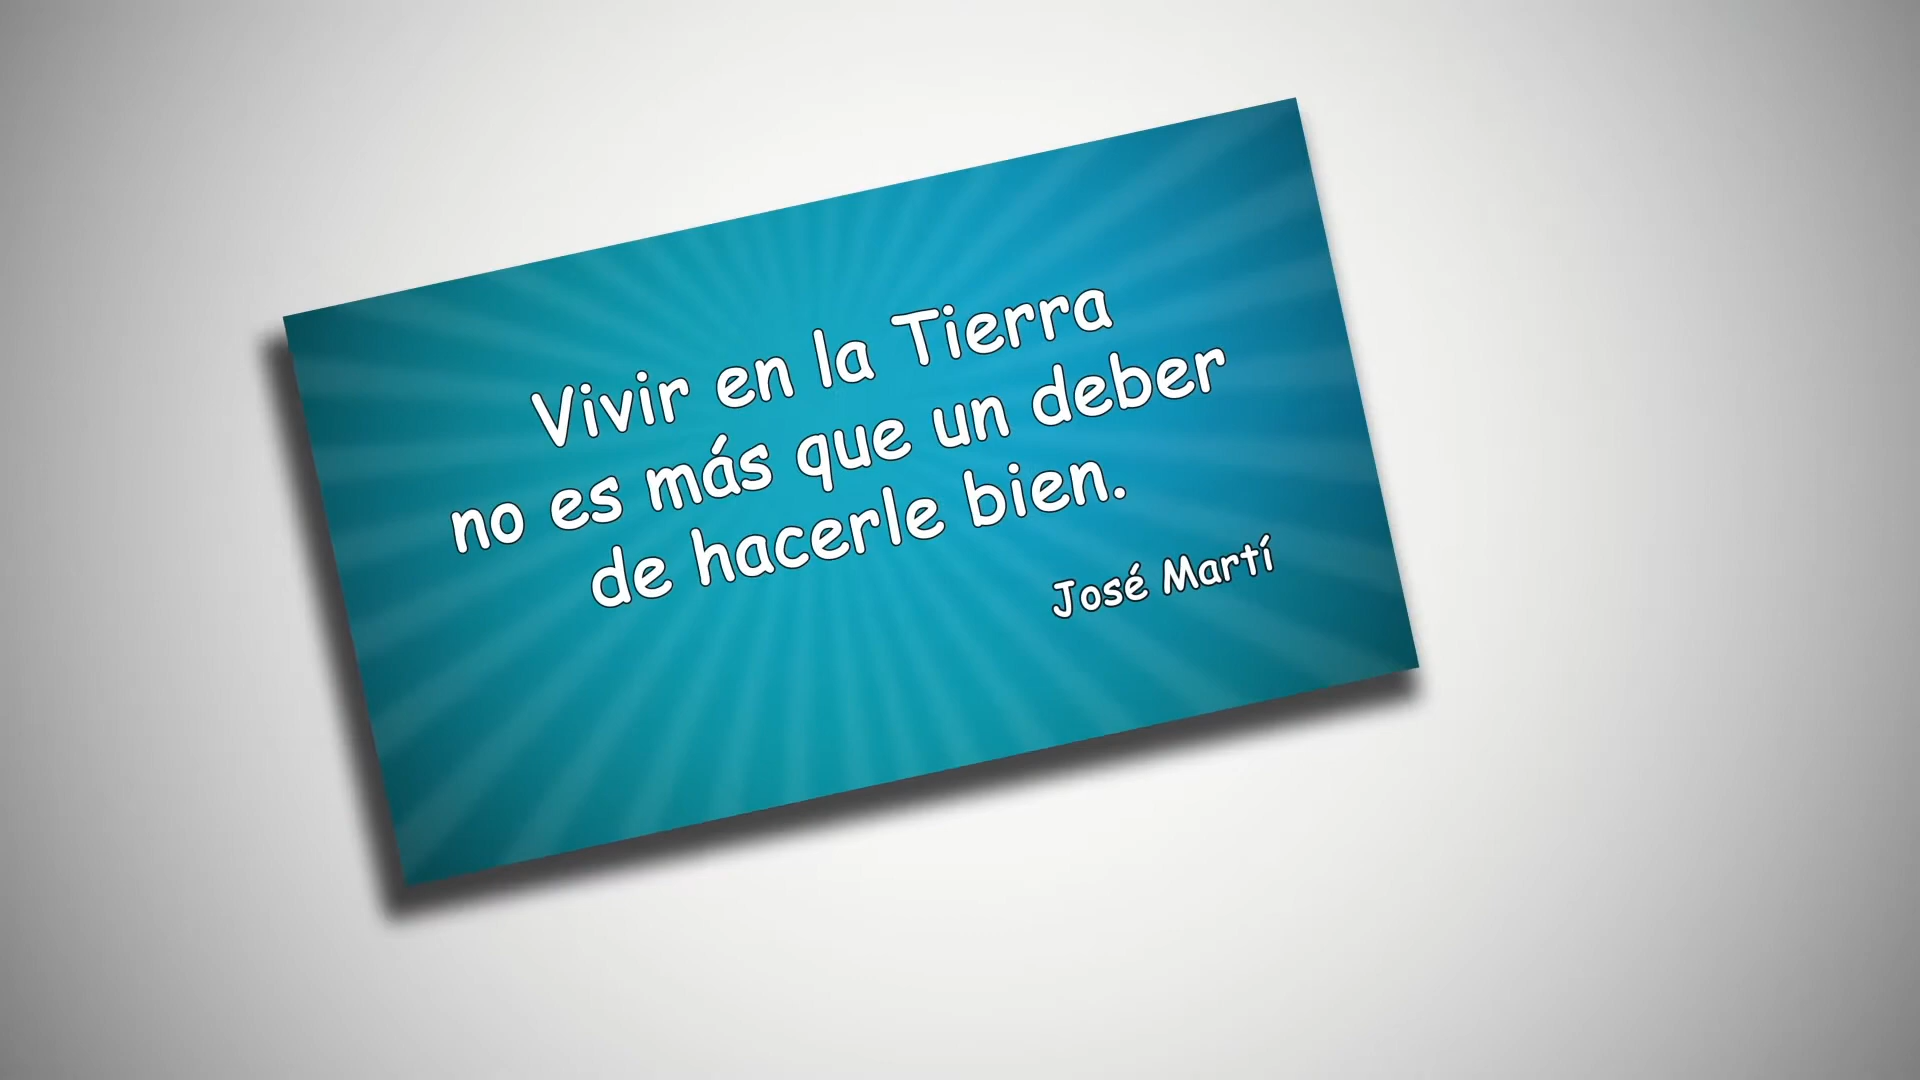 Vivir en la Tierra
no es más que un deber
de hacerle bien.
José Martí